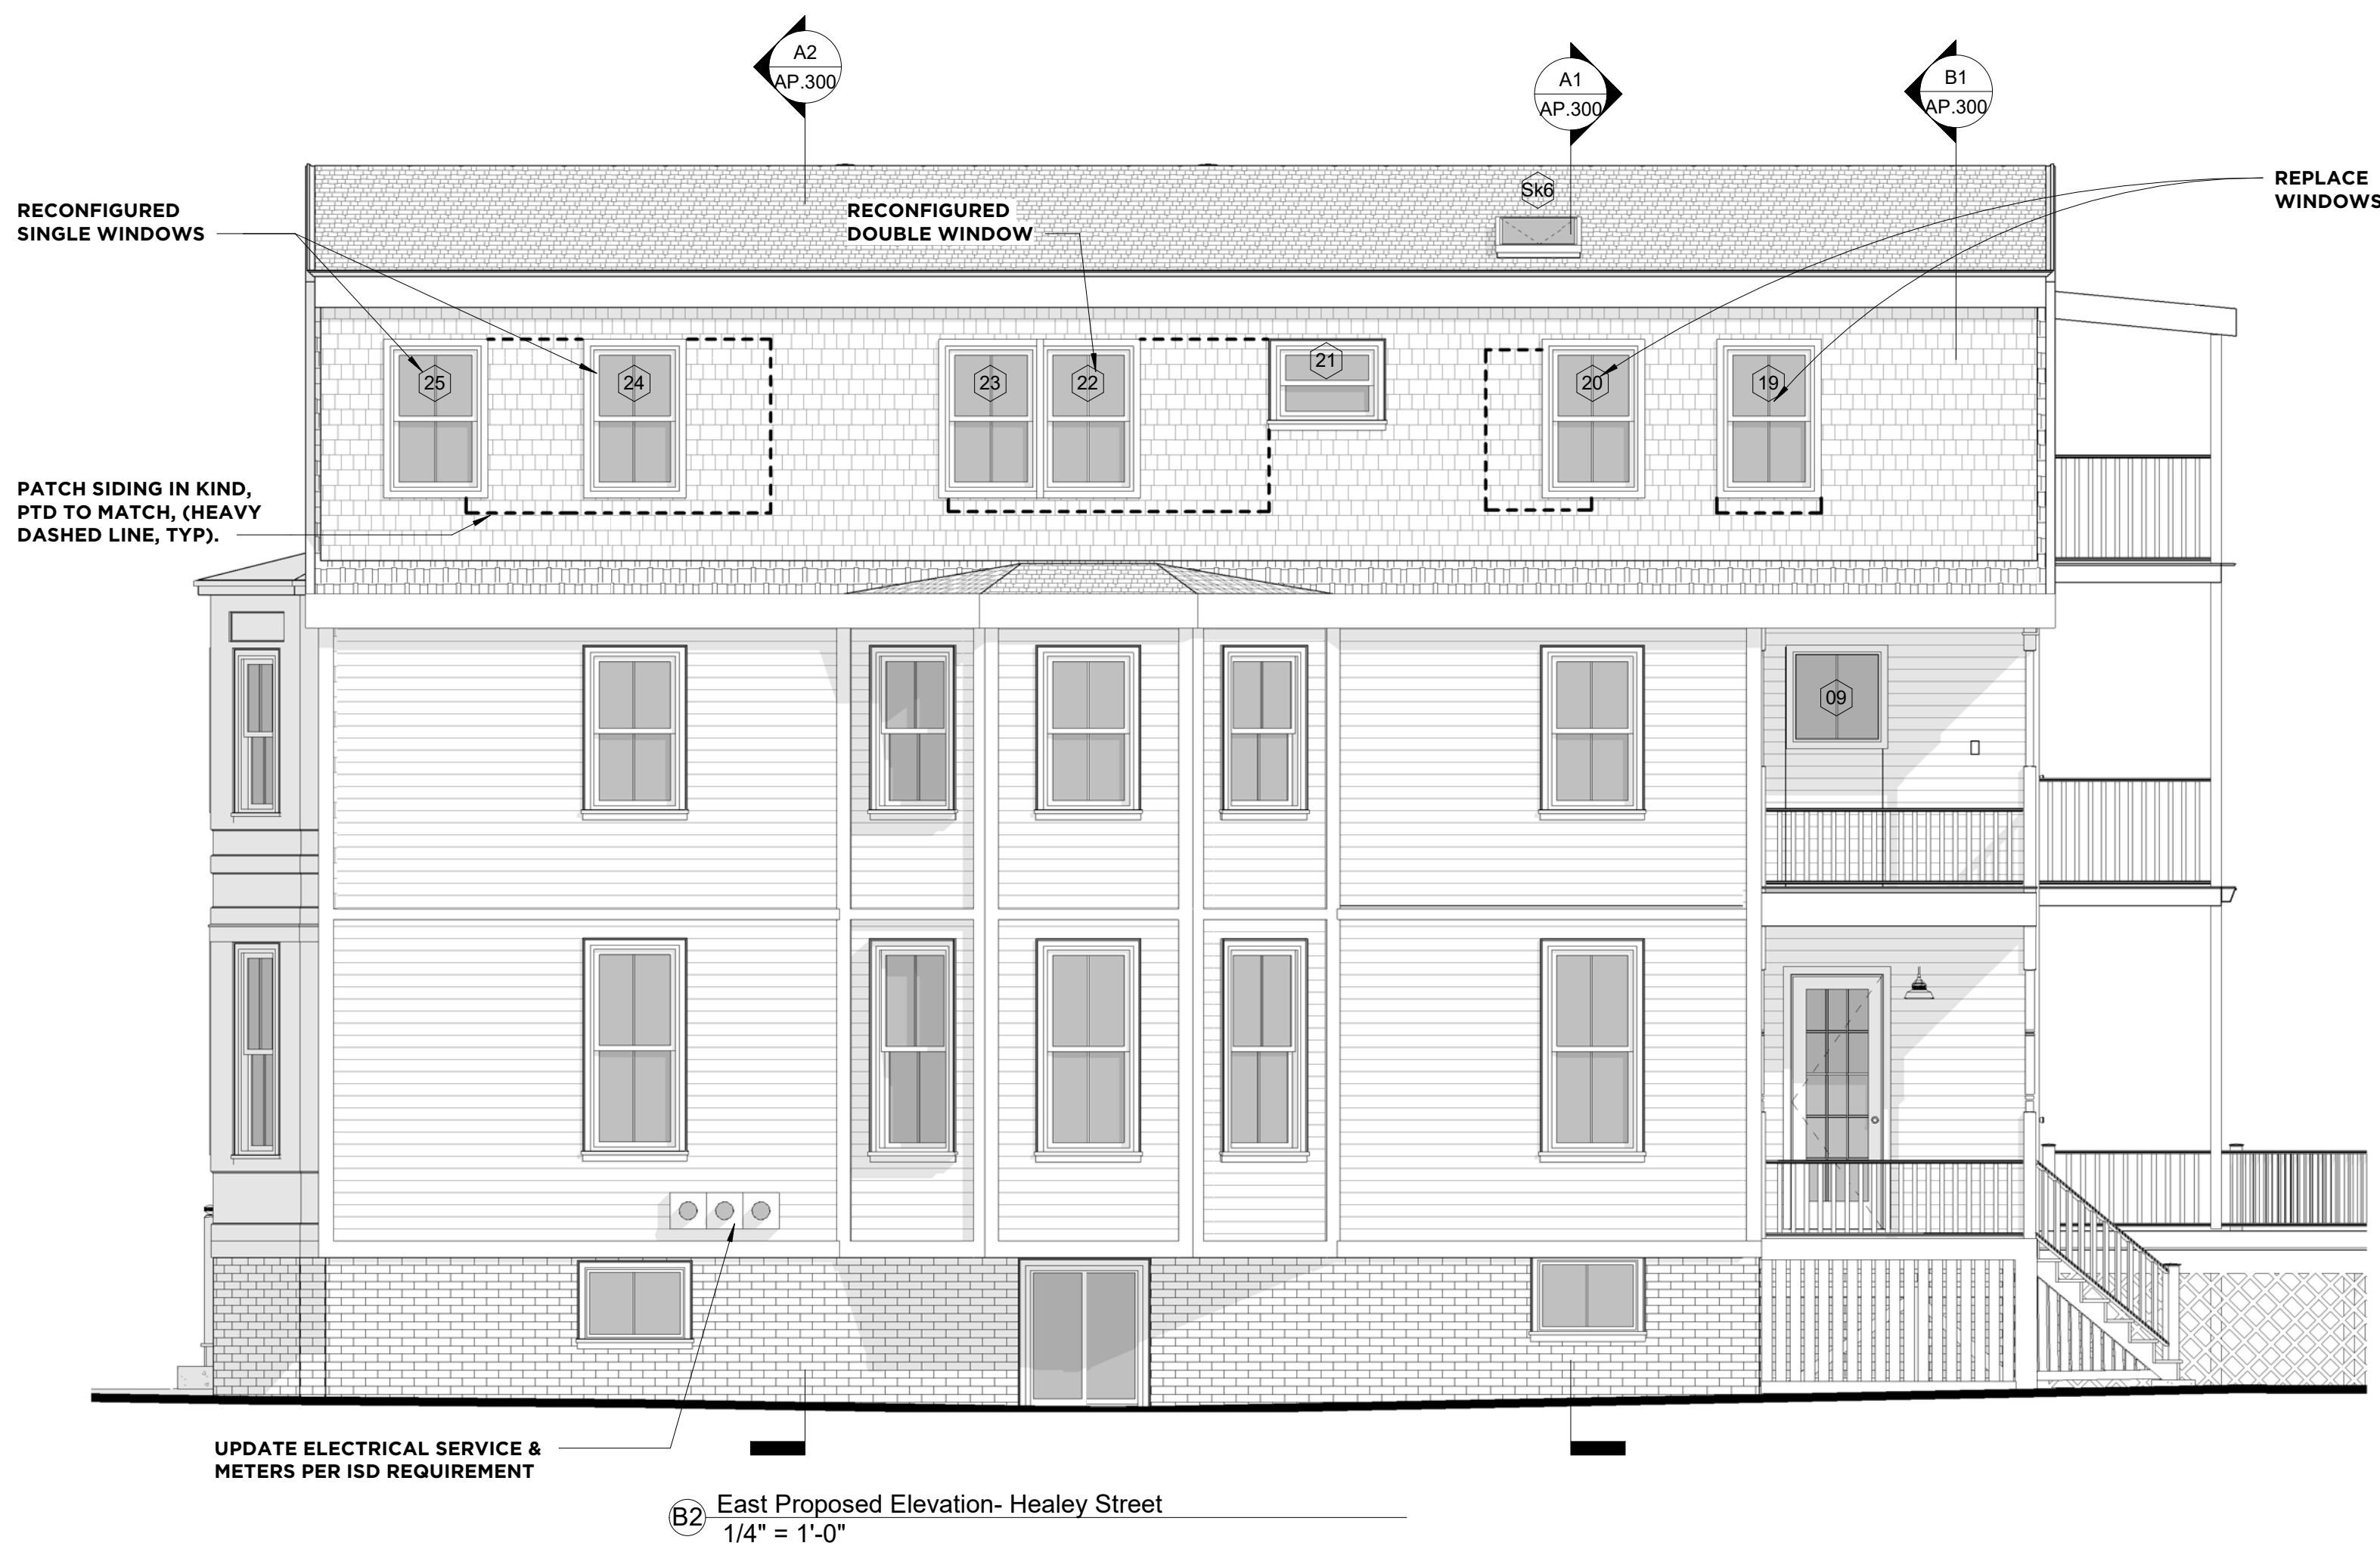 A2
AP.300
A1
AP.300
B1
AP.300
RECONFIGURED
SINGLE WINDOWS
RECONFIGURED
DOUBLE WINDOW
Sk6
REPLACE
WINDOWS
25
24
23
22
21
20
19
PATCH SIDING IN KIND,
PTD TO MATCH, (HEAVY
DASHED LINE, TYP).
09
UPDATE ELECTRICAL SERVICE &
METERS PER ISD REQUIREMENT
B2
East Proposed Elevation- Healey Street
1/4" = 1'-0"